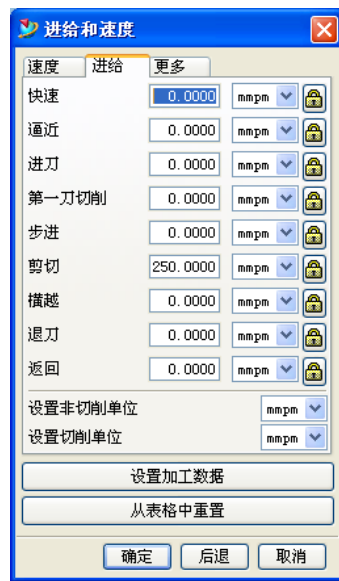 进给和速度
速度 进给 更多
快速 0.0000 mmpm
逼近 0.0000 mmpm
进刀 0.0000 mmpm
第一刀切削 0.0000 mmpm
步进 0.0000 mmpm
剪切 250.0000 mmpm
横越 0.0000 mmpm
退刀 0.0000 mmpm
返回 0.0000 mmpm
设置非切削单位 mmpm
设置切削单位 mmpm
设置加工数据
从表格中重置
确定 后退 取消